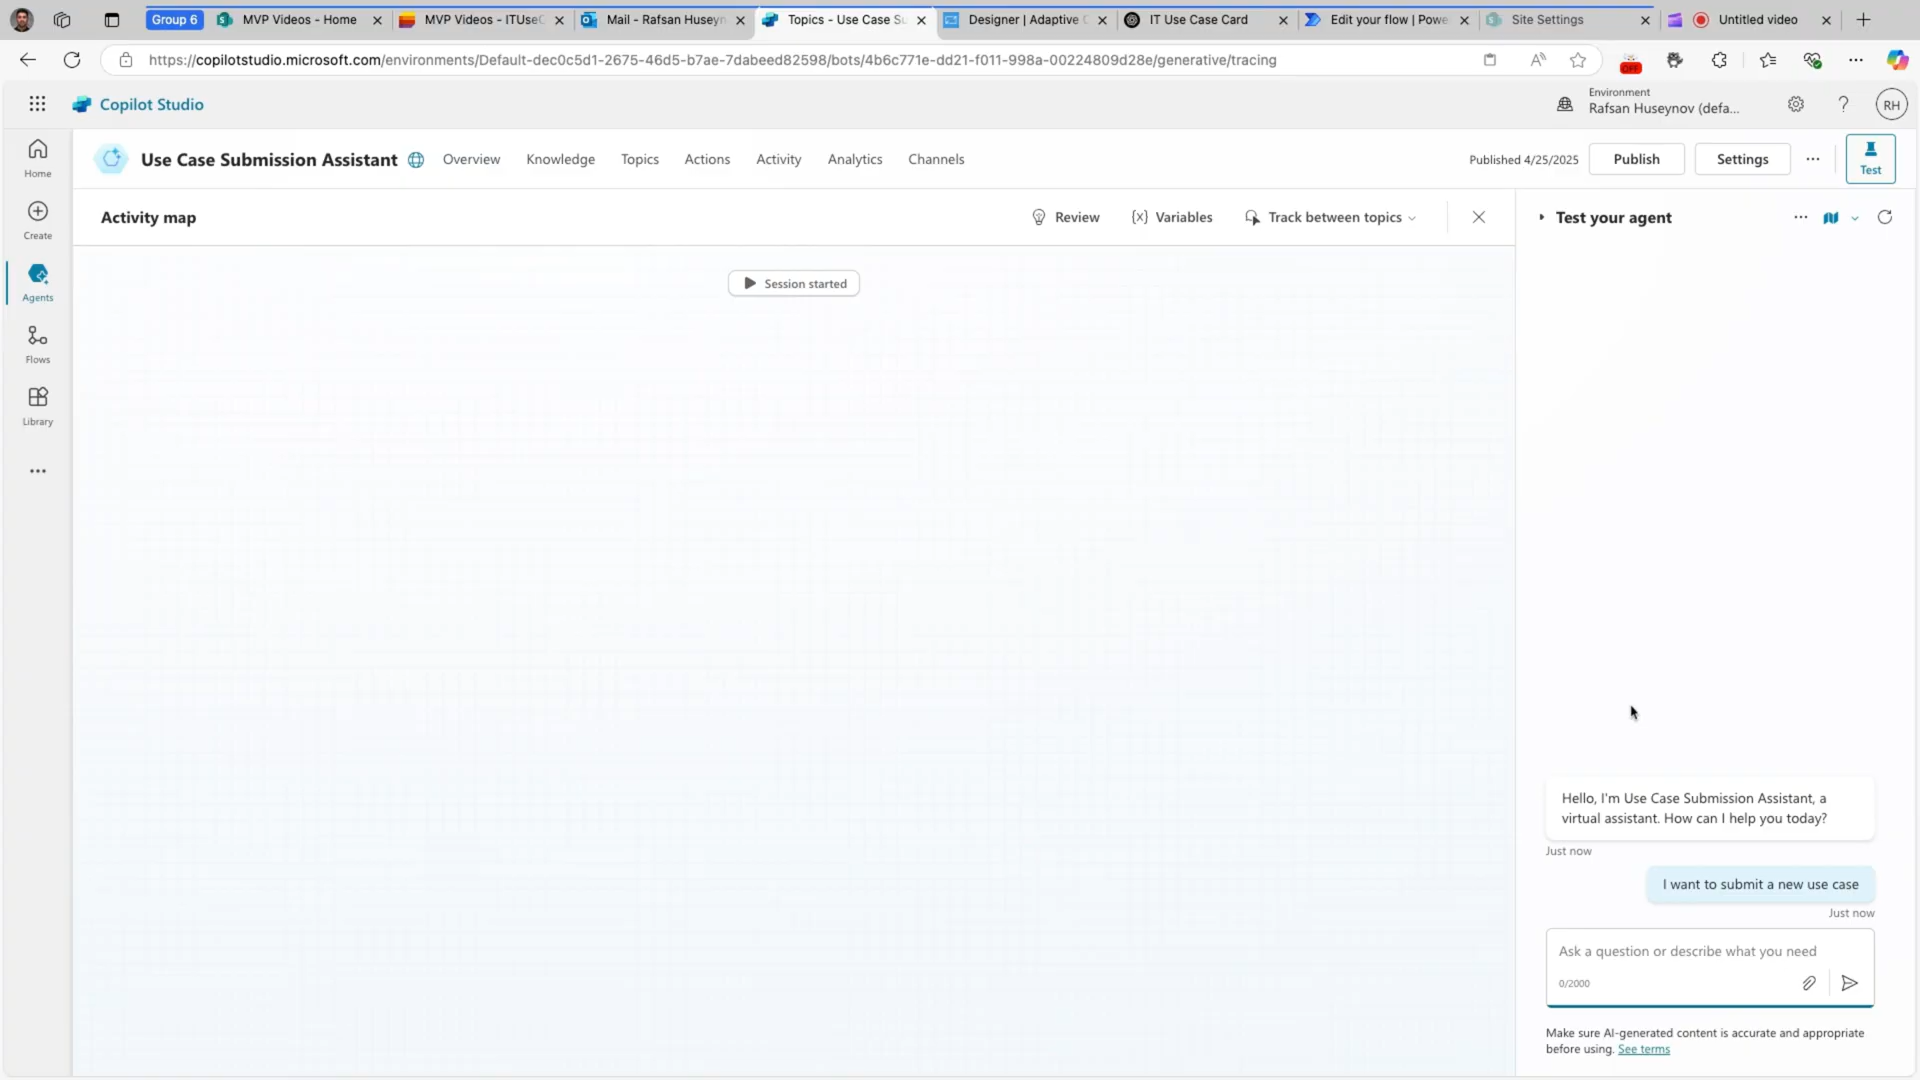 Group 6
MVP Videos - Home
MVP Videos - ITUseC
Mail - Rafsan Huseyn
Topics - Use Case Su
Designer | Adaptive C
IT Use Case Card
Edit your flow | Powe
Site Settings
Untitled video
https://copilotstudio.microsoft.com/environments/Default-dec0c5d1-2675-46d5-b7ae-7dabeed82598/bots/4b6c771e-dd21-f011-998a-00224809d28e/generative/tracing
OFF
Copilot Studio
Environment
Rafsan Huseynov (defa...
RH
Home
Create
Agents
Flows
Library
Use Case Submission Assistant
Overview
Knowledge
Topics
Actions
Activity
Analytics
Channels
Published 4/25/2025
Publish
Settings
Test
Activity map
Review
{x} Variables
Track between topics
Session started
Test your agent
Hello, I'm Use Case Submission Assistant, a
virtual assistant. How can I help you today?
Just now
I want to submit a new use case
Just now
Ask a question or describe what you need
0/2000
Make sure AI-generated content is accurate and appropriate
before using. See terms